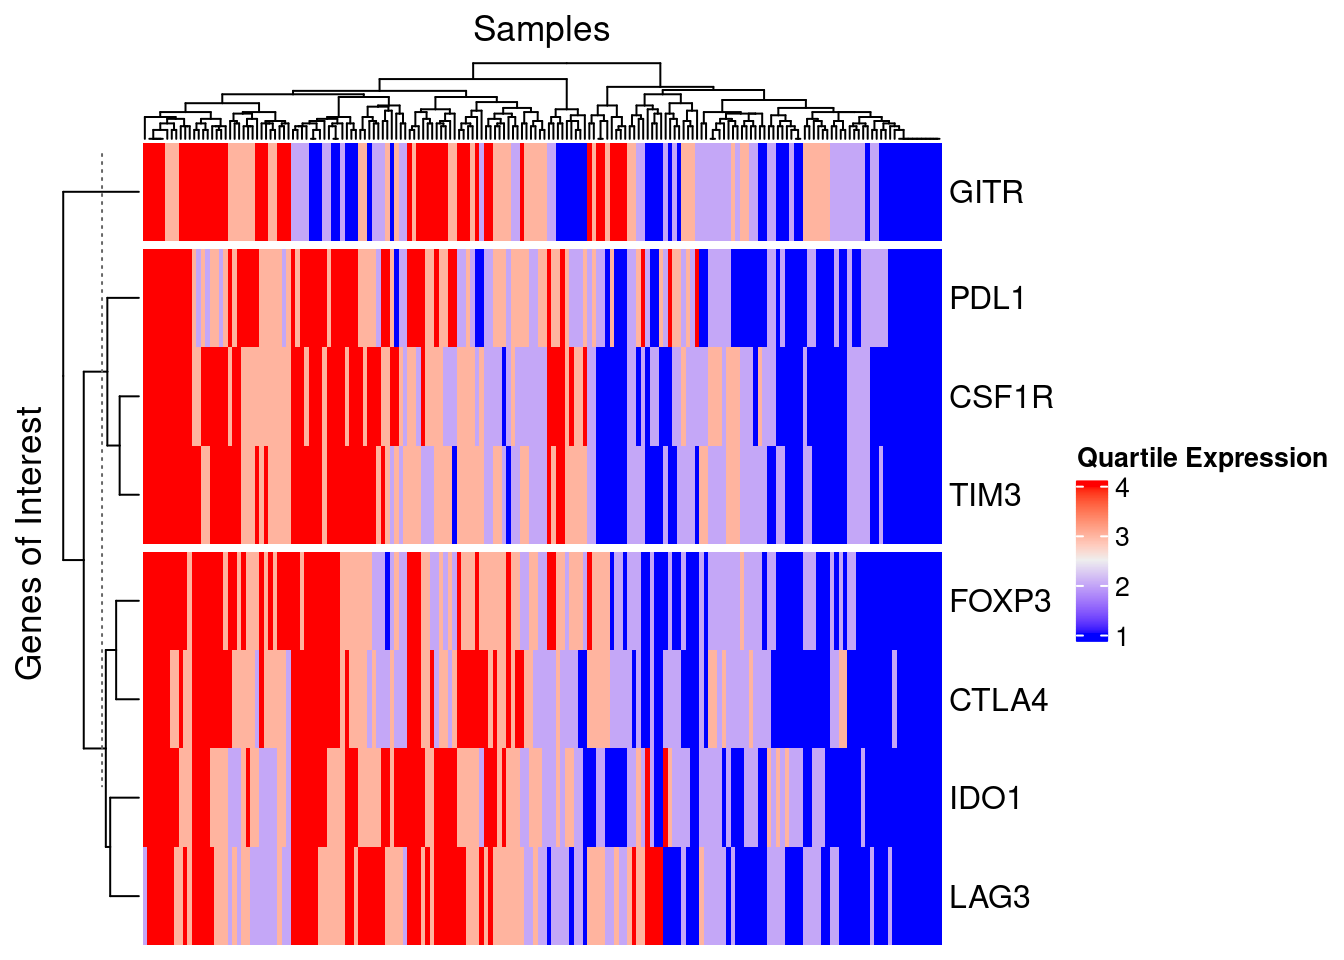 Samples
Genes of Interest
GITR
PDL1
CSF1R
TIM3
FOXP3
CTLA4
IDO1
LAG3
Quartile Expression
4
3
2
1